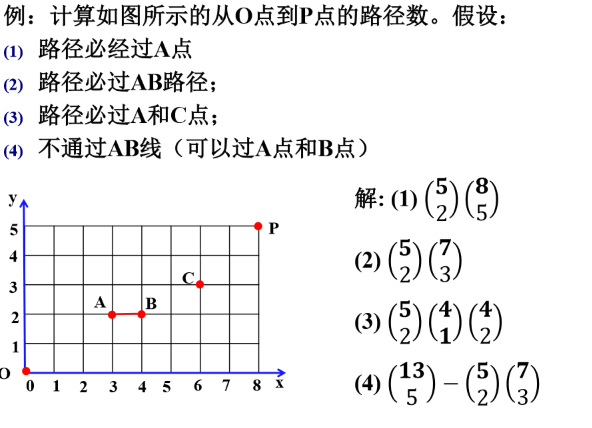 例：计算如图所示的从O点到P点的路径数。假设：
(1) 路径必经过A点
(2) 路径必过AB路径；
(3) 路径必过A和C点；
(4) 不通过AB线（可以过A点和B点）
y
5
4
3
2
1
O
0 1 2 3 4 5 6 7 8 x
A
B
C
P
解: (1) (5 2)(8 5)
(2) (5 2)(7 3)
(3) (5 2)(4 1)(4 2)
(4) (13 5) − (5 2)(7 3)